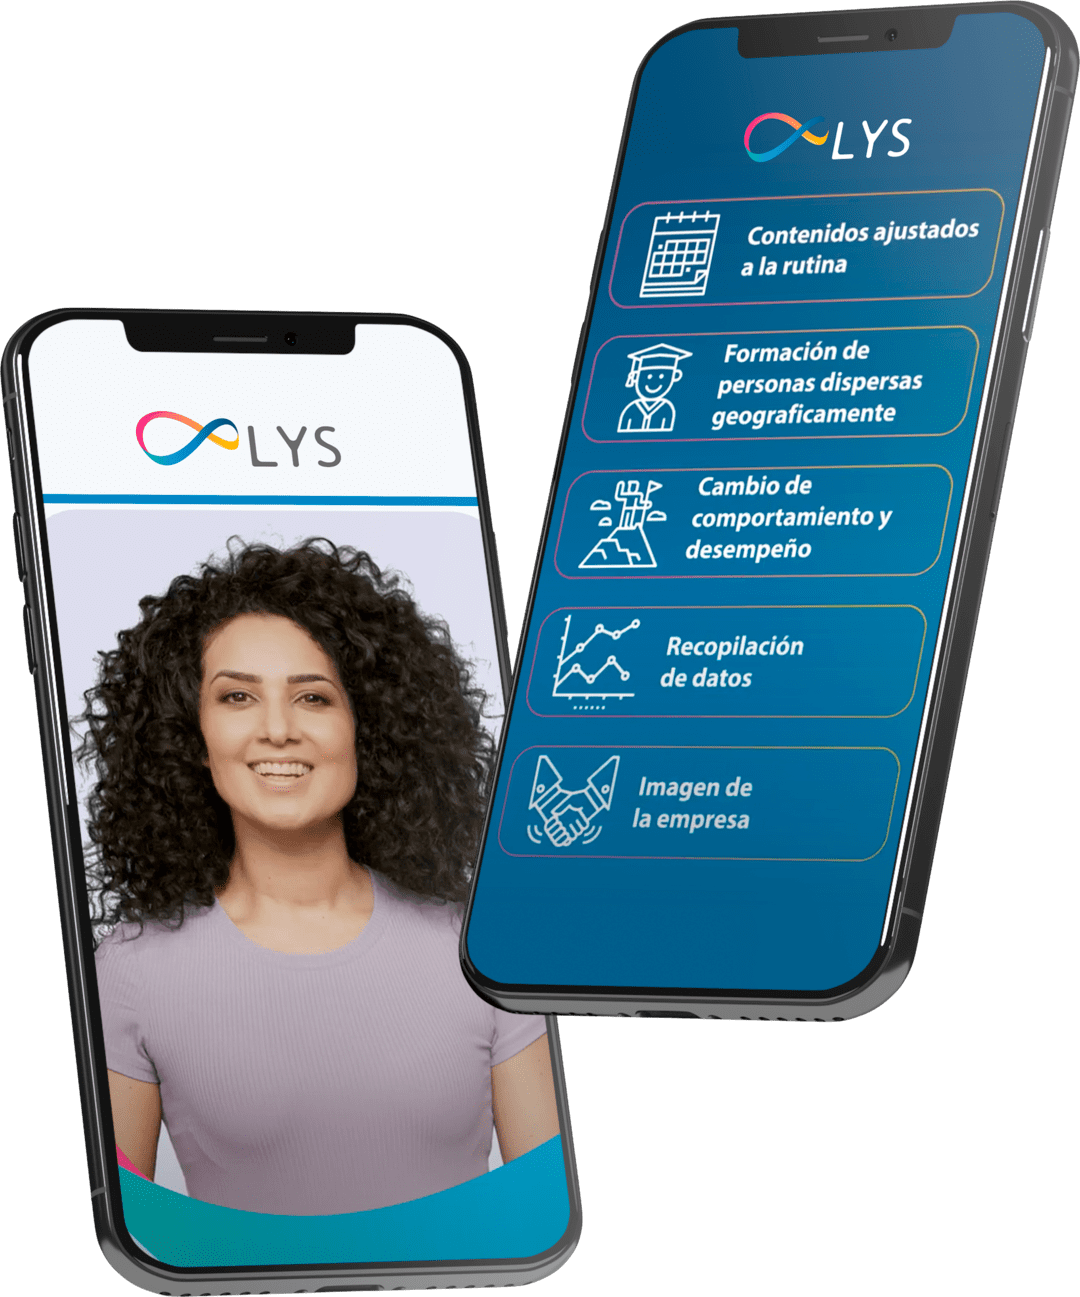 LYS
LYS
Contenidos ajustados
a la rutina
Formación de
personas dispersas
geograficamente
Cambio de
comportamiento y
desempeño
Recopilación
de datos
Imagen de
la empresa